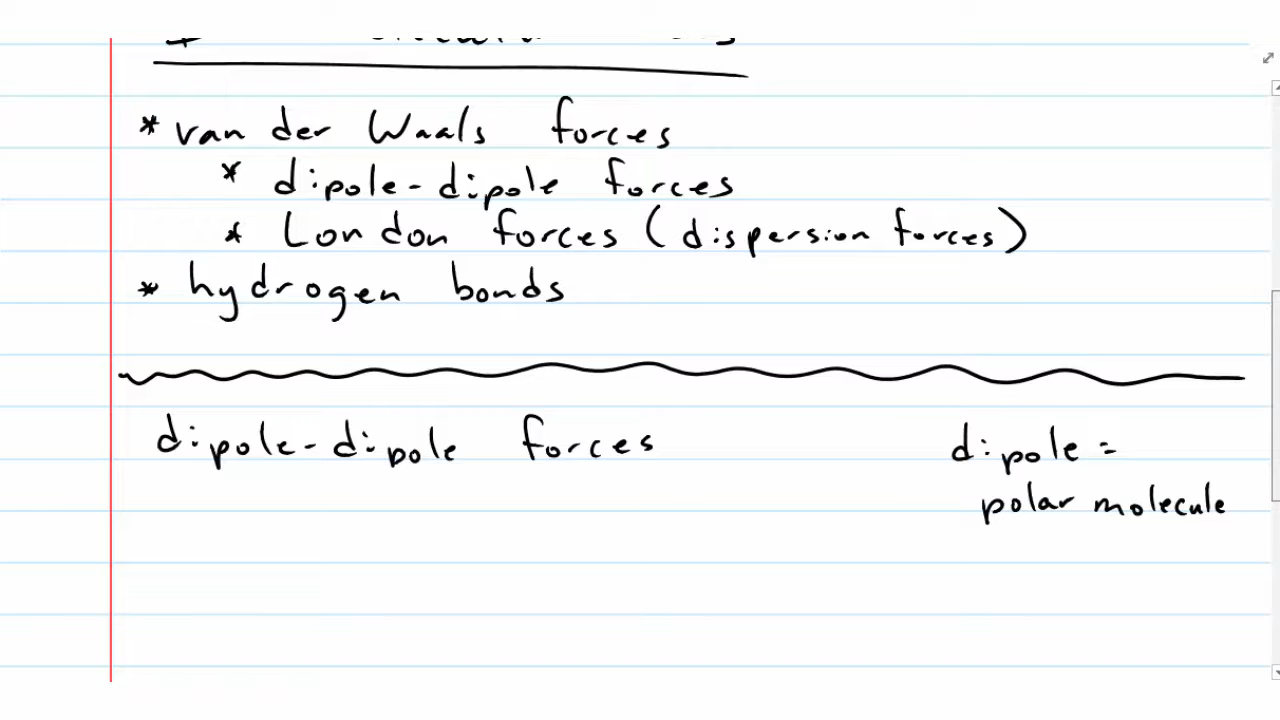 * van der Waals forces
* dipole-dipole forces
* London forces (dispersion forces)
* hydrogen bonds
dipole-dipole forces
dipole =
polar molecule